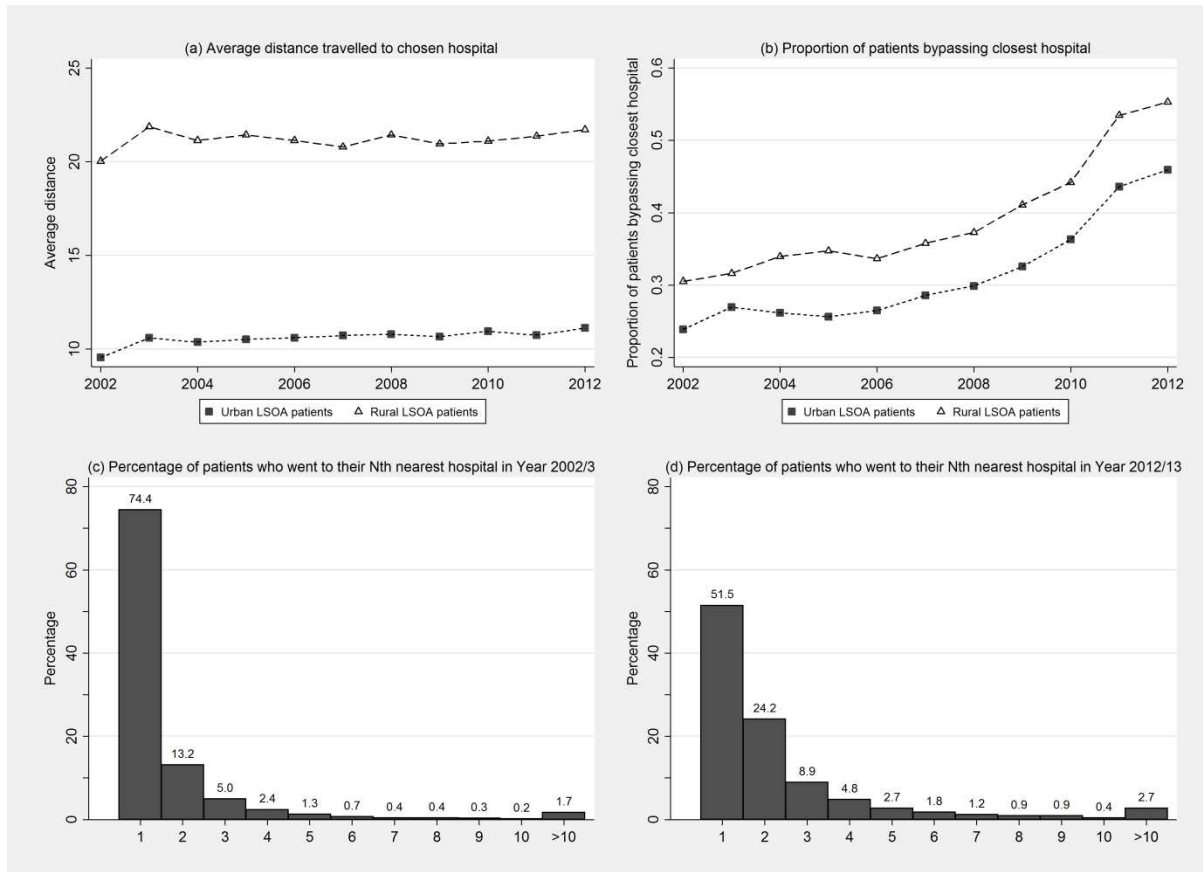 (a) Average distance travelled to chosen hospital
Average distance
25
20
15
10
2002 2004 2006 2008 2010 2012
Urban LSOA patients Rural LSOA patients
(b) Proportion of patients bypassing closest hospital
Proportion of patients bypassing closest hospital
0.6
0.5
0.4
0.3
0.2
2002 2004 2006 2008 2010 2012
Urban LSOA patients Rural LSOA patients
(c) Percentage of patients who went to their Nth nearest hospital in Year 2002/3
Percentage
80
60
40
20
0
74.4 13.2 5.0 2.4 1.3 0.7 0.4 0.4 0.3 0.2 1.7
1 2 3 4 5 6 7 8 9 10 >10
(d) Percentage of patients who went to their Nth nearest hospital in Year 2012/13
Percentage
80
60
40
20
0
51.5 24.2 8.9 4.8 2.7 1.8 1.2 0.9 0.9 0.4 2.7
1 2 3 4 5 6 7 8 9 10 >10